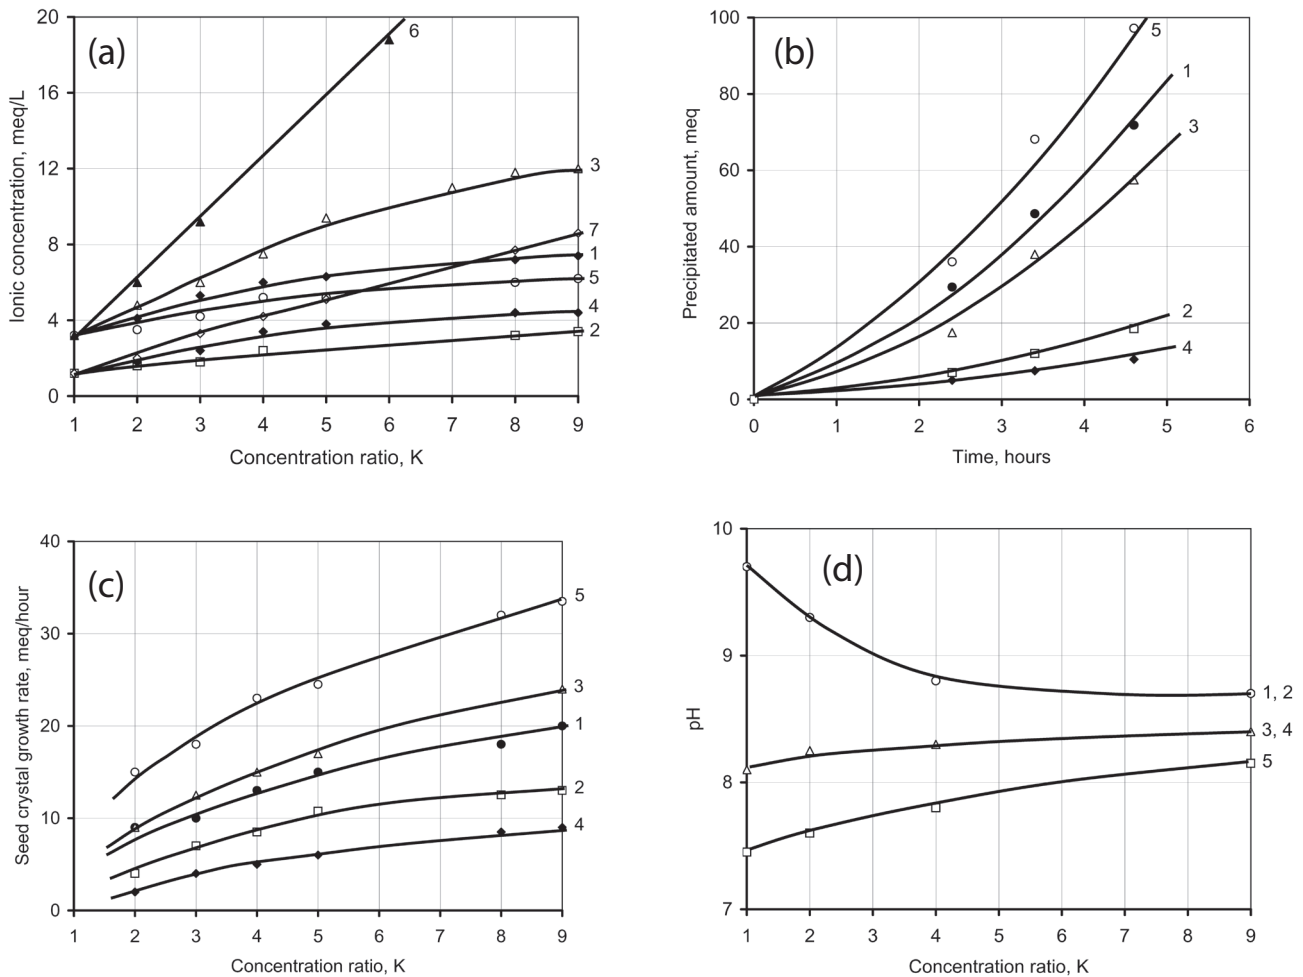 (a)
Ionic concentration, meq/L
20
16
12
8
4
0
6
3
7
1
5
4
2
1 2 3 4 5 6 7 8 9
Concentration ratio, K
(b)
Precipitated amount, meq
100
80
60
40
20
0
5
1
3
2
4
0 1 2 3 4 5 6
Time, hours
(c)
Seed crystal growth rate, meq/hour
40
30
20
10
0
5
3
1
2
4
1 2 3 4 5 6 7 8 9
Concentration ratio, K
(d)
pH
10
9
8
7
1, 2
3, 4
5
1 2 3 4 5 6 7 8 9
Concentration ratio, K